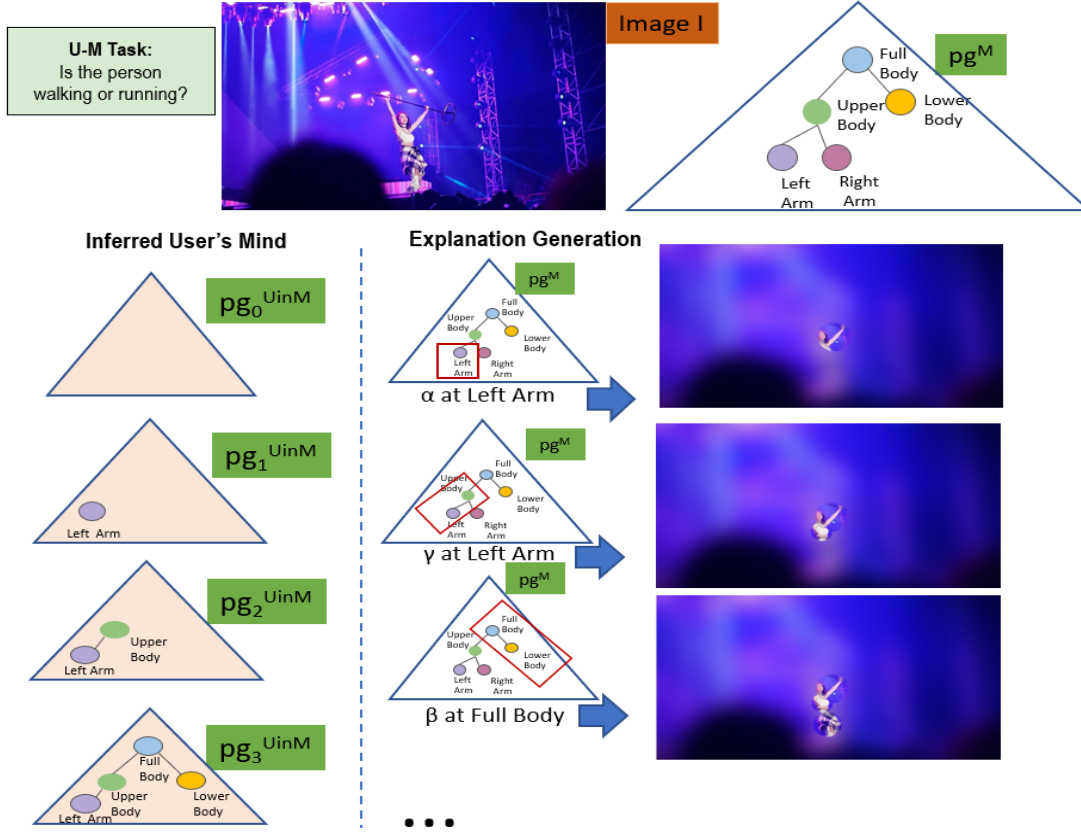 U-M Task:
Is the person
walking or running?
Image I
pg^M
Full
Body
Upper
Body
Lower
Body
Left
Arm
Right
Arm
Inferred User's Mind
Explanation Generation
pg₀^UinM
pg^M
Full
Body
Upper
Body
Lower
Body
Left
Arm
Right
Arm
α at Left Arm
pg₁^UinM
Left Arm
pg^M
Full
Body
Upper
Body
Lower
Body
Left
Arm
Right
Arm
γ at Left Arm
pg₂^UinM
Upper
Body
Left Arm
pg^M
Full
Body
Upper
Body
Lower
Body
Left
Arm
Right
Arm
β at Full Body
pg₃^UinM
Full
Body
Upper
Body
Lower
Body
Left Arm
...